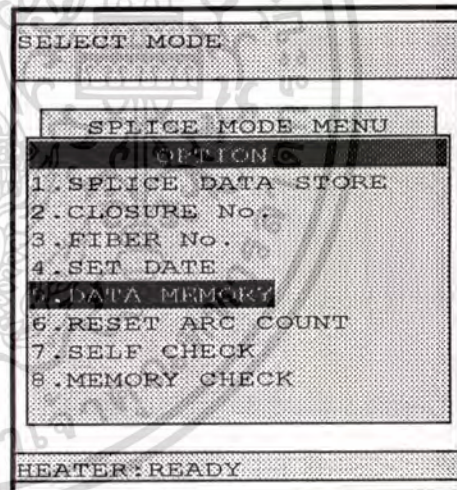 SELECT MODE
SPLICE MODE MENU
OPTION
1.SPLICE DATA STORE
2.CLOSURE No.
3.FIBER No.
4.SET DATE
5.DATA MEMORY
6.RESET ARC COUNT
7.SELF CHECK
8.MEMORY CHECK
HEATER:READY